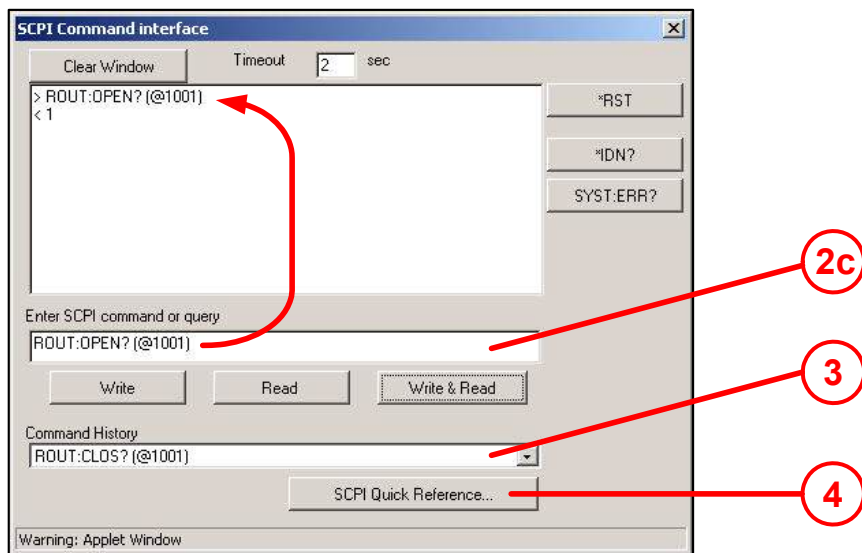 SCPI Command interface
Clear Window
Timeout 2 sec
> ROUT:OPEN? (@1001)
< 1
*RST
*IDN?
SYST:ERR?
2c
Enter SCPI command or query
ROUT:OPEN? (@1001)
Write Read Write & Read
3
Command History
ROUT:CLOS? (@1001)
SCPI Quick Reference...
4
Warning: Applet Window